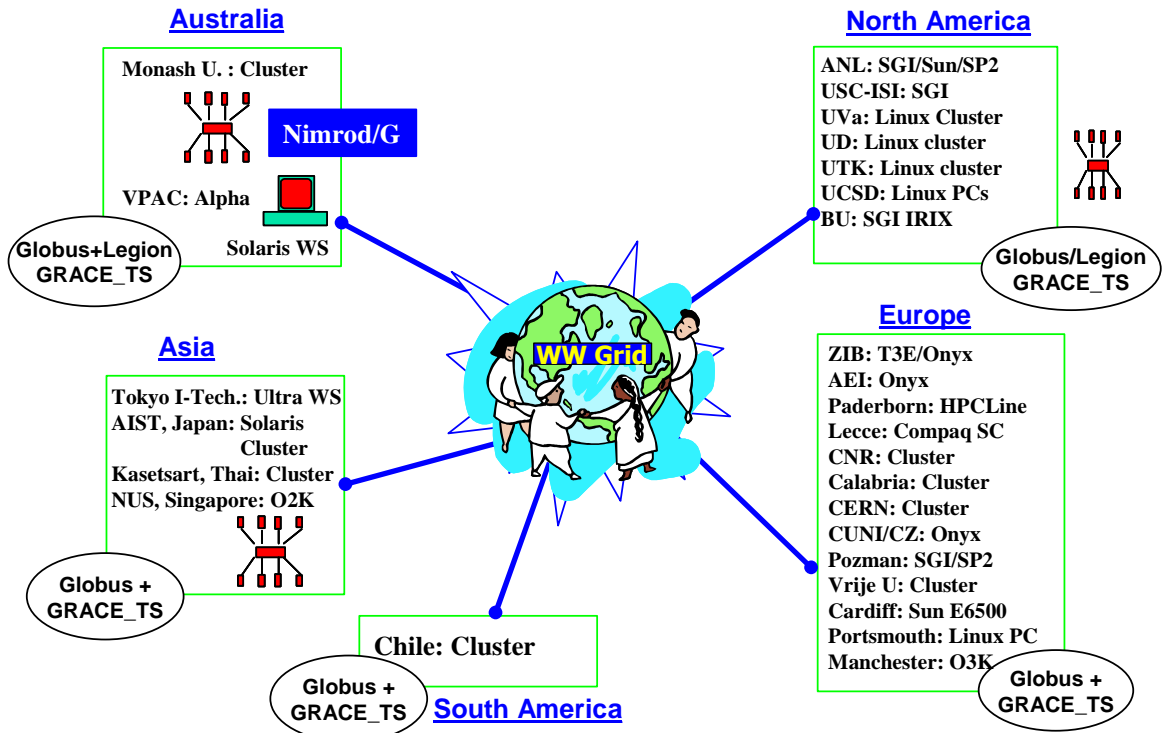 Australia
Monash U. : Cluster
Nimrod/G
VPAC: Alpha
Solaris WS
Globus+Legion
GRACE_TS
North America
ANL: SGI/Sun/SP2
USC-ISI: SGI
UVa: Linux Cluster
UD: Linux cluster
UTK: Linux cluster
UCSD: Linux PCs
BU: SGI IRIX
Globus/Legion
GRACE_TS
WW Grid
Asia
Tokyo I-Tech.: Ultra WS
AIST, Japan: Solaris
Cluster
Kasetsart, Thai: Cluster
NUS, Singapore: O2K
Globus +
GRACE_TS
Europe
ZIB: T3E/Onyx
AEI: Onyx
Paderborn: HPCLine
Lecce: Compaq SC
CNR: Cluster
Calabria: Cluster
CERN: Cluster
CUNI/CZ: Onyx
Pozman: SGI/SP2
Vrije U: Cluster
Cardiff: Sun E6500
Portsmouth: Linux PC
Manchester: O3K
Globus +
GRACE_TS
Chile: Cluster
Globus +
GRACE_TS
South America